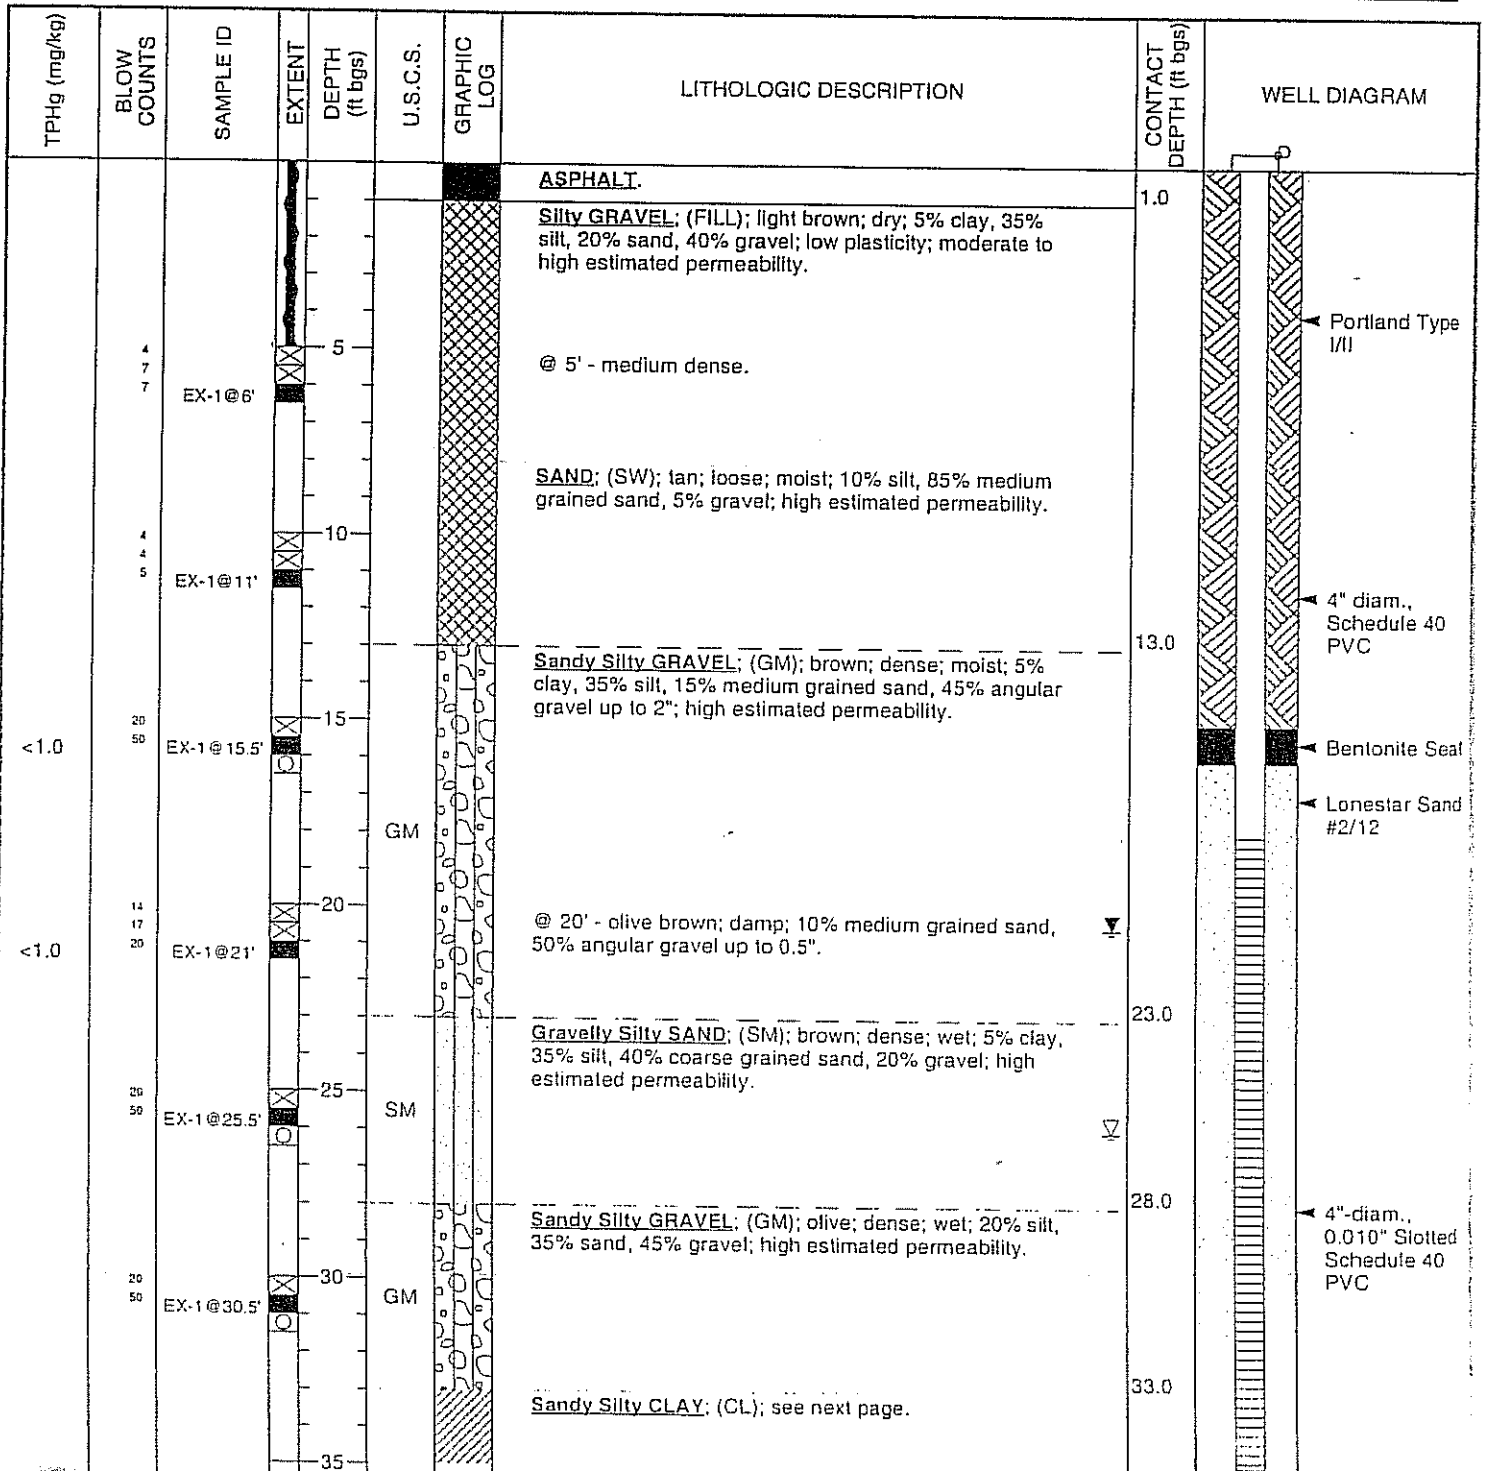 TPHg (mg/kg)
BLOW
COUNTS
SAMPLE ID
EXTENT
DEPTH
(ft bgs)
U.S.C.S.
GRAPHIC
LOG
LITHOLOGIC DESCRIPTION
CONTACT
DEPTH (ft bgs)
WELL DIAGRAM
ASPHALT.
1.0
Silty GRAVEL; (FILL); light brown; dry; 5% clay, 35%
silt, 20% sand, 40% gravel; low plasticity; moderate to
high estimated permeability.
Portland Type
I/II
4
7
7
EX-1@6'
5
@ 5' - medium dense.
SAND; (SW); tan; loose; moist; 10% silt, 85% medium
grained sand, 5% gravel; high estimated permeability.
4
4
5
EX-1@11'
10
4" diam.,
Schedule 40
PVC
13.0
Sandy Silty GRAVEL; (GM); brown; dense; moist; 5%
clay, 35% silt, 15% medium grained sand, 45% angular
gravel up to 2"; high estimated permeability.
<1.0
20
50
EX-1@15.5'
15
Bentonite Seal
Lonestar Sand
#2/12
GM
<1.0
14
17
20
EX-1@21'
20
@ 20' - olive brown; damp; 10% medium grained sand,
50% angular gravel up to 0.5".
23.0
Gravelly Silty SAND; (SM); brown; dense; wet; 5% clay,
35% silt, 40% coarse grained sand, 20% gravel; high
estimated permeability.
20
50
EX-1@25.5'
25
SM
28.0
Sandy Silty GRAVEL; (GM); olive; dense; wet; 20% silt,
35% sand, 45% gravel; high estimated permeability.
4"-diam.,
0.010" Slotted
Schedule 40
PVC
20
50
EX-1@30.5'
30
GM
33.0
Sandy Silty CLAY; (CL); see next page.
35